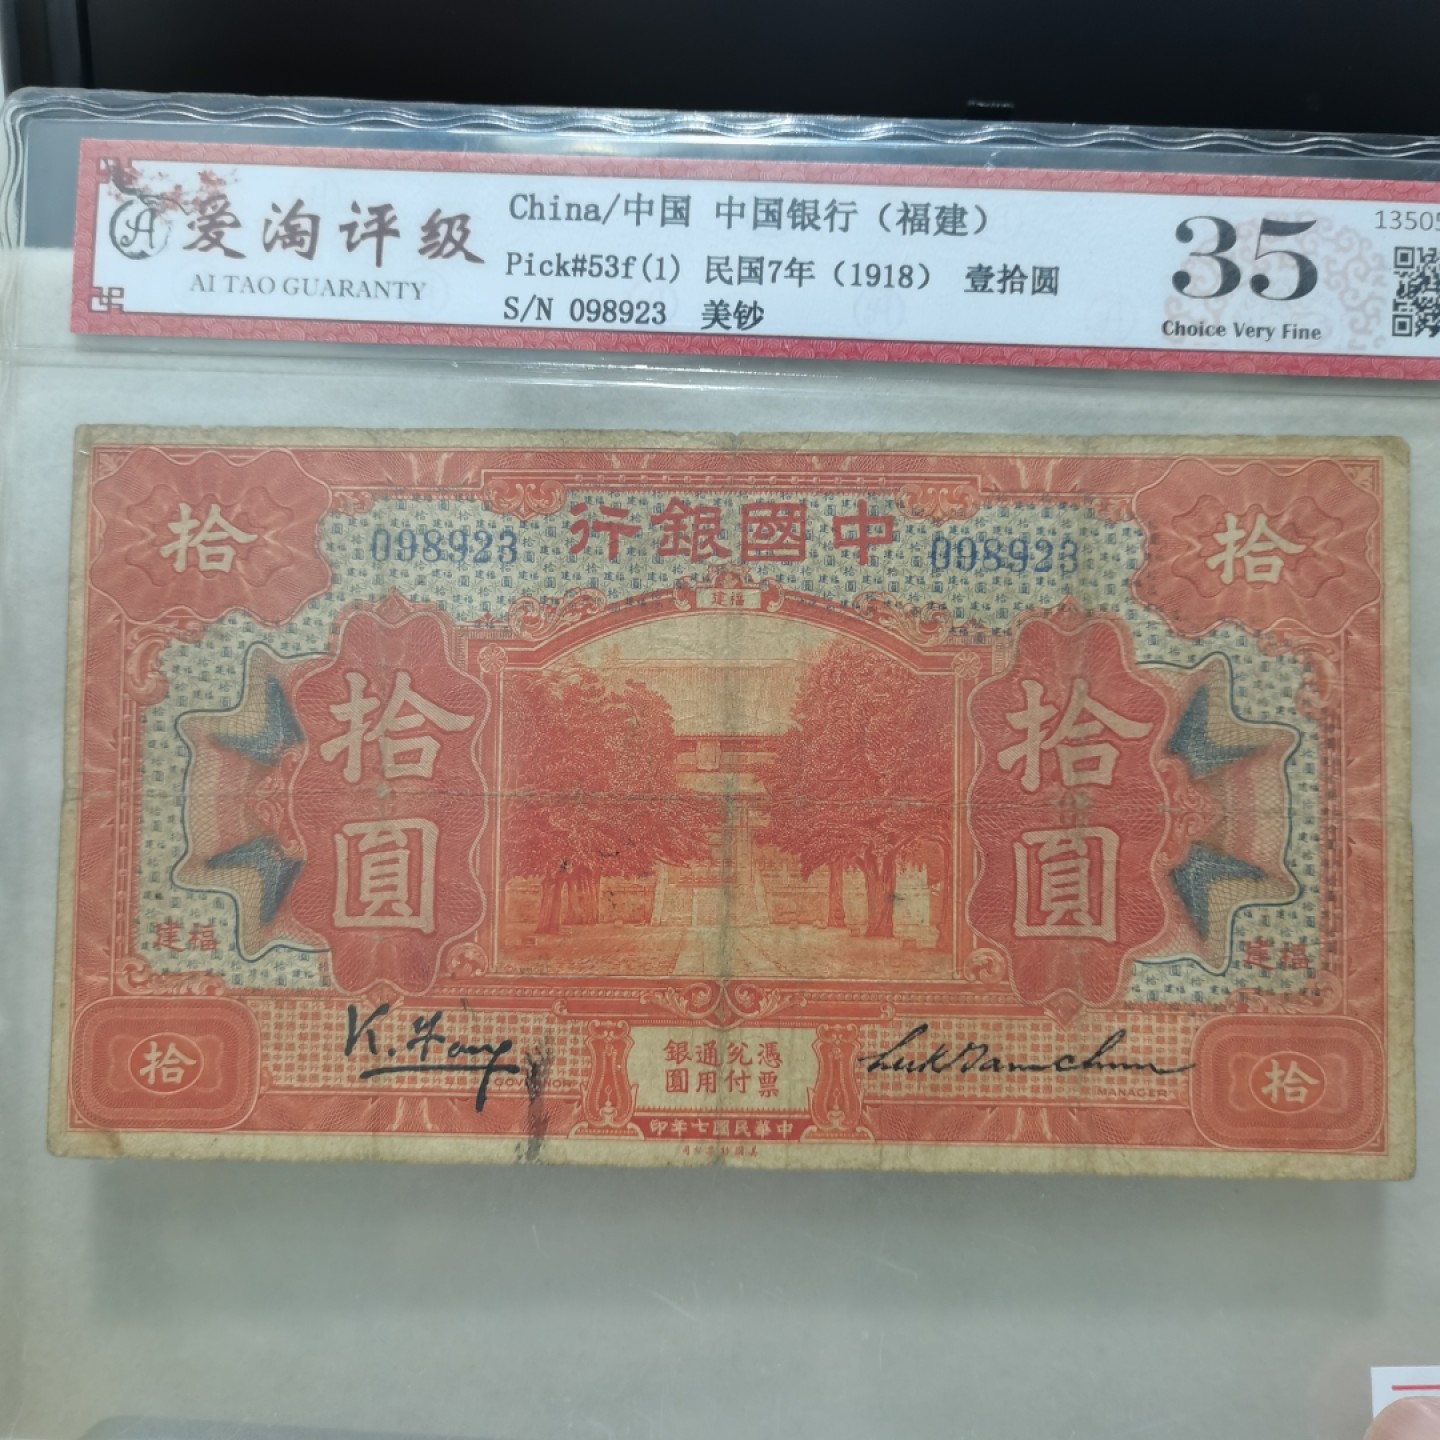 爱淘评级
AI TAO GUARANTY
China/中国 中国银行（福建）
Pick#53f(1) 民国7年（1918） 壹拾圆
S/N 098923 美钞
35
Choice Very Fine
13505
拾
拾
098923
行銀國中
098923
建福
拾圓
拾圓
建福
建福
K. Fong
GOVERNOR
憑票
兌付
通用
銀圓
MANAGER
拾
拾
印年七國民華中